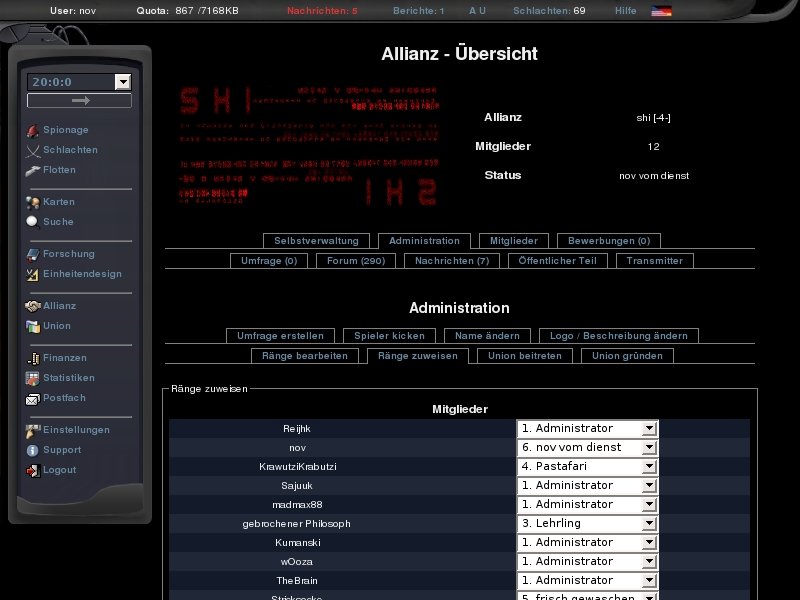 User: nov Quota: 867 /7168KB Nachrichten: 5 Berichte: 1 A U Schlachten: 69 Hilfe
Allianz - Übersicht
20:0:0
Spionage
Schlachten
Flotten
Karten
Suche
Forschung
Einheitendesign
Allianz
Union
Finanzen
Statistiken
Postfach
Einstellungen
Support
Logout
SHI
Allianz shi [-4-]
Mitglieder 12
Status nov vom dienst
Selbstverwaltung Administration Mitglieder Bewerbungen (0)
Umfrage (0) Forum (290) Nachrichten (7) Öffentlicher Teil Transmitter
Administration
Umfrage erstellen Spieler kicken Name ändern Logo / Beschreibung ändern
Ränge bearbeiten Ränge zuweisen Union beitreten Union gründen
Ränge zuweisen
Mitglieder
Reijhk 1. Administrator
nov 6. nov vom dienst
KrawutziKrabutzi 4. Pastafari
Sajuuk 1. Administrator
madmax88 1. Administrator
gebrochener Philosoph 3. Lehrling
Kumanski 1. Administrator
wOoza 1. Administrator
TheBrain 1. Administrator
5. frisch gewaschen